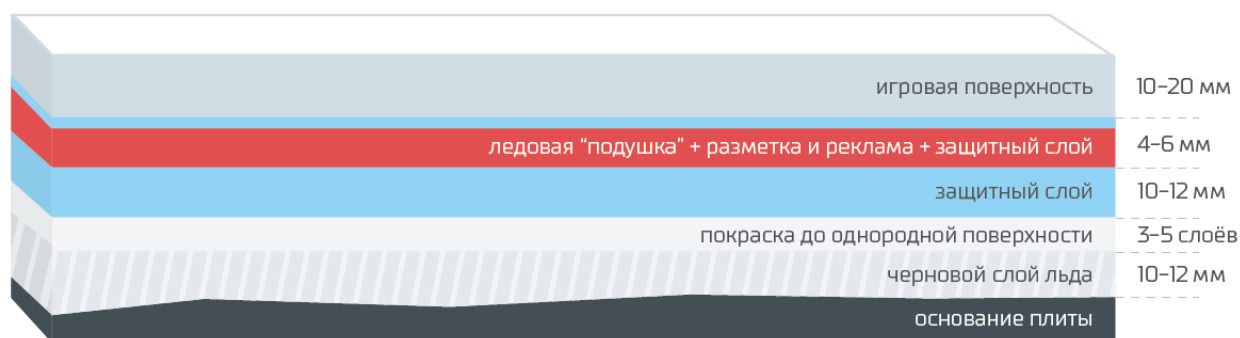 игровая поверхность 10-20 мм
ледовая “подушка” + разметка и реклама + защитный слой 4-6 мм
защитный слой 10-12 мм
покраска до однородной поверхности 3-5 слоёв
черновой слой льда 10-12 мм
основание плиты